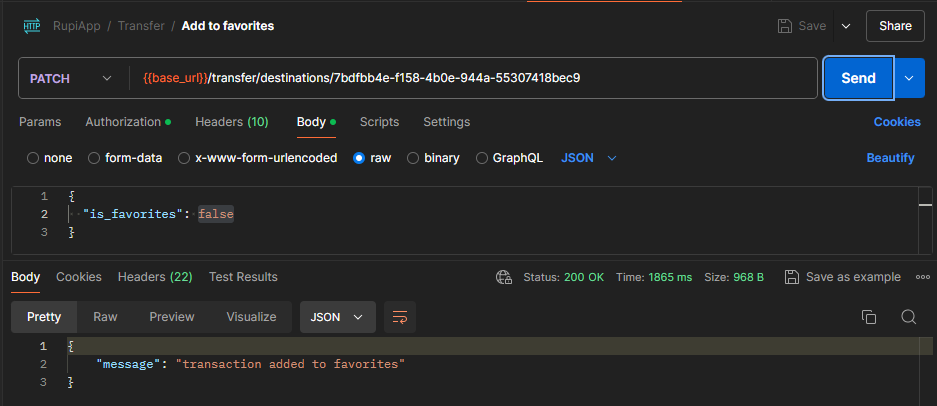 HTTP RupiApp / Transfer / Add to favorites Save Share
PATCH {{base_url}}/transfer/destinations/7bdfbb4e-f158-4b0e-944a-55307418bec9 Send
Params Authorization Headers (10) Body Scripts Settings Cookies
none form-data x-www-form-urlencoded raw binary GraphQL JSON Beautify
1 {
2 "is_favorites": false
3 }
Body Cookies Headers (22) Test Results Status: 200 OK Time: 1865 ms Size: 968 B Save as example
Pretty Raw Preview Visualize JSON
1 {
2 "message": "transaction added to favorites"
3 }